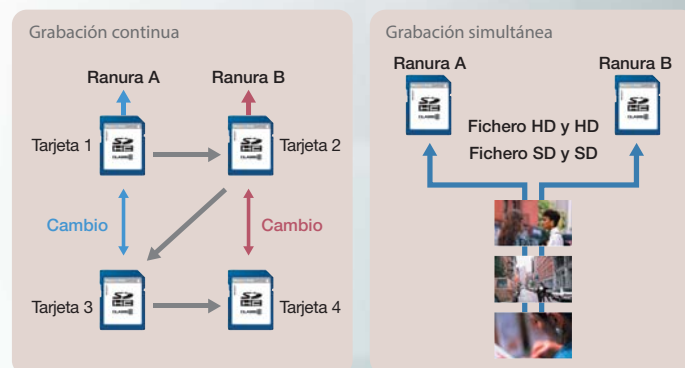 Grabación continua
Ranura A
Ranura B
Tarjeta 1
Tarjeta 2
Cambio
Cambio
Tarjeta 3
Tarjeta 4
Grabación simultánea
Ranura A
Ranura B
Fichero HD y HD
Fichero SD y SD